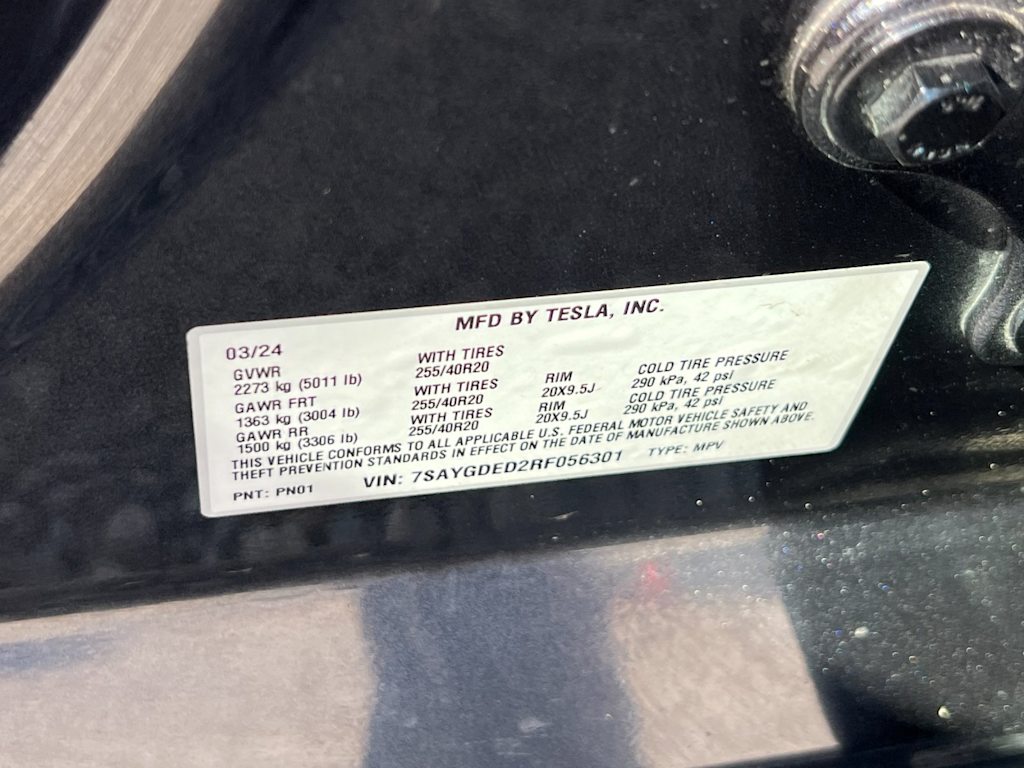 MFD BY TESLA, INC.
03/24
GVWR WITH TIRES
2273 kg (5011 lb) 255/40R20 RIM COLD TIRE PRESSURE
GAWR FRT WITH TIRES 20X9.5J 290 kPa, 42 psi
1363 kg (3004 lb) 255/40R20 RIM COLD TIRE PRESSURE
GAWR RR WITH TIRES 20X9.5J 290 kPa, 42 psi
1500 kg (3306 lb) 255/40R20
THIS VEHICLE CONFORMS TO ALL APPLICABLE U.S. FEDERAL MOTOR VEHICLE SAFETY AND
THEFT PREVENTION STANDARDS IN EFFECT ON THE DATE OF MANUFACTURE SHOWN ABOVE.
PNT: PN01 VIN: 7SAYGDED2RF056301 TYPE: MPV